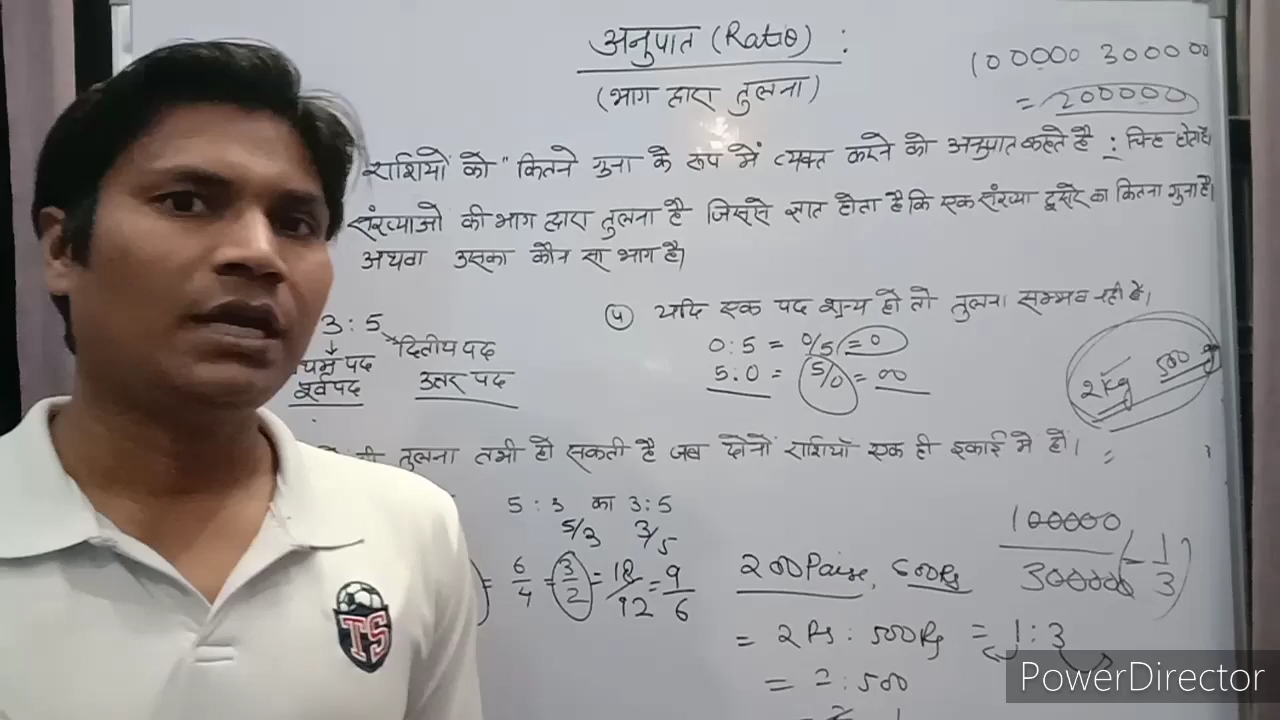 अनुपात (Ratio) :
(भाग द्वारा तुलना)
100000 300000
= 200000
राशियों को "कितने गुना के रूप में व्यक्त करने को अनुपात कहते है : चिन्ह होता है।
संख्याओ की भाग द्वारा तुलना है जिससे ज्ञात होता है कि एक संख्या दूसरे का कितना गुना है।
अथवा उसका कौन सा भाग है।
3 : 5
पद द्वितीय पद
पूर्वपद उत्तर पद
④ यदि एक पद शून्य हो तो तुलना सम्भव नही है।
0:5 = 0/5 = 0
5:0 = 5/0 = ∞
2Kg 500 g
तुलना तभी हो सकती है जब दोनों राशियाँ एक ही इकाई मे हों।
=
5 : 3 का 3:5
5/3 3/5
= 6/4 = 3/2 = 18/12 = 9/6
200 Paise,
100000/300000 = 1/3
= 2Rs : 500Rs = 1 : 3
= 2:500
TS
PowerDirector